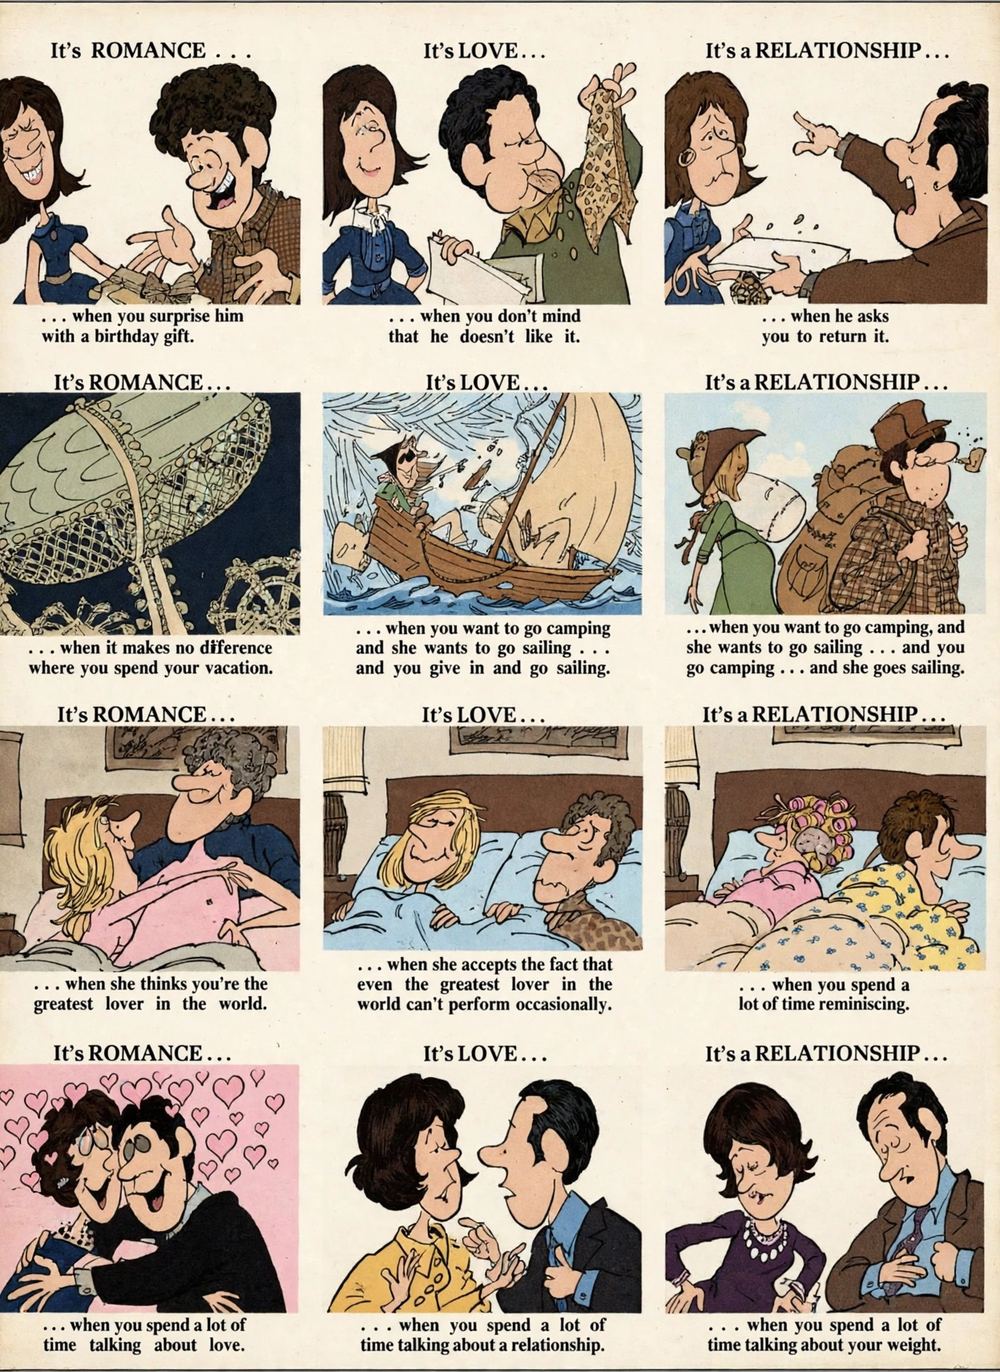 It's ROMANCE . . .
. . . when you surprise him
with a birthday gift.
It's LOVE . . .
. . . when you don't mind
that he doesn't like it.
It's a RELATIONSHIP . . .
. . . when he asks
you to return it.
It's ROMANCE . . .
. . . when it makes no diference
where you spend your vacation.
It's LOVE . . .
. . . when you want to go camping
and she wants to go sailing . . .
and you give in and go sailing.
It's a RELATIONSHIP . . .
. . . when you want to go camping, and
she wants to go sailing . . . and you
go camping . . . and she goes sailing.
It's ROMANCE . . .
. . . when she thinks you're the
greatest lover in the world.
It's LOVE . . .
. . . when she accepts the fact that
even the greatest lover in the
world can't perform occasionally.
It's a RELATIONSHIP . . .
. . . when you spend a
lot of time reminiscing.
It's ROMANCE . . .
. . . when you spend a lot of
time talking about love.
It's LOVE . . .
. . . when you spend a lot of
time talking about a relationship.
It's a RELATIONSHIP . . .
. . . when you spend a lot of
time talking about your weight.